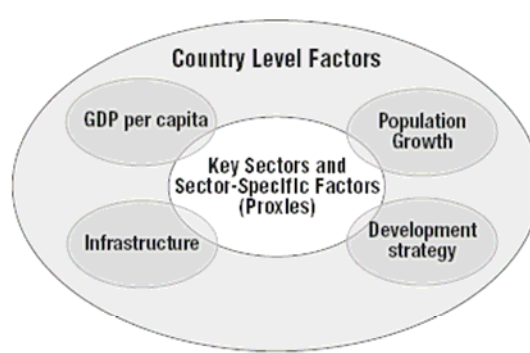 Country Level Factors
GDP per capita
Population
Growth
Key Sectors and
Sector-Specific Factors
(Proxies)
Infrastructure
Development
strategy